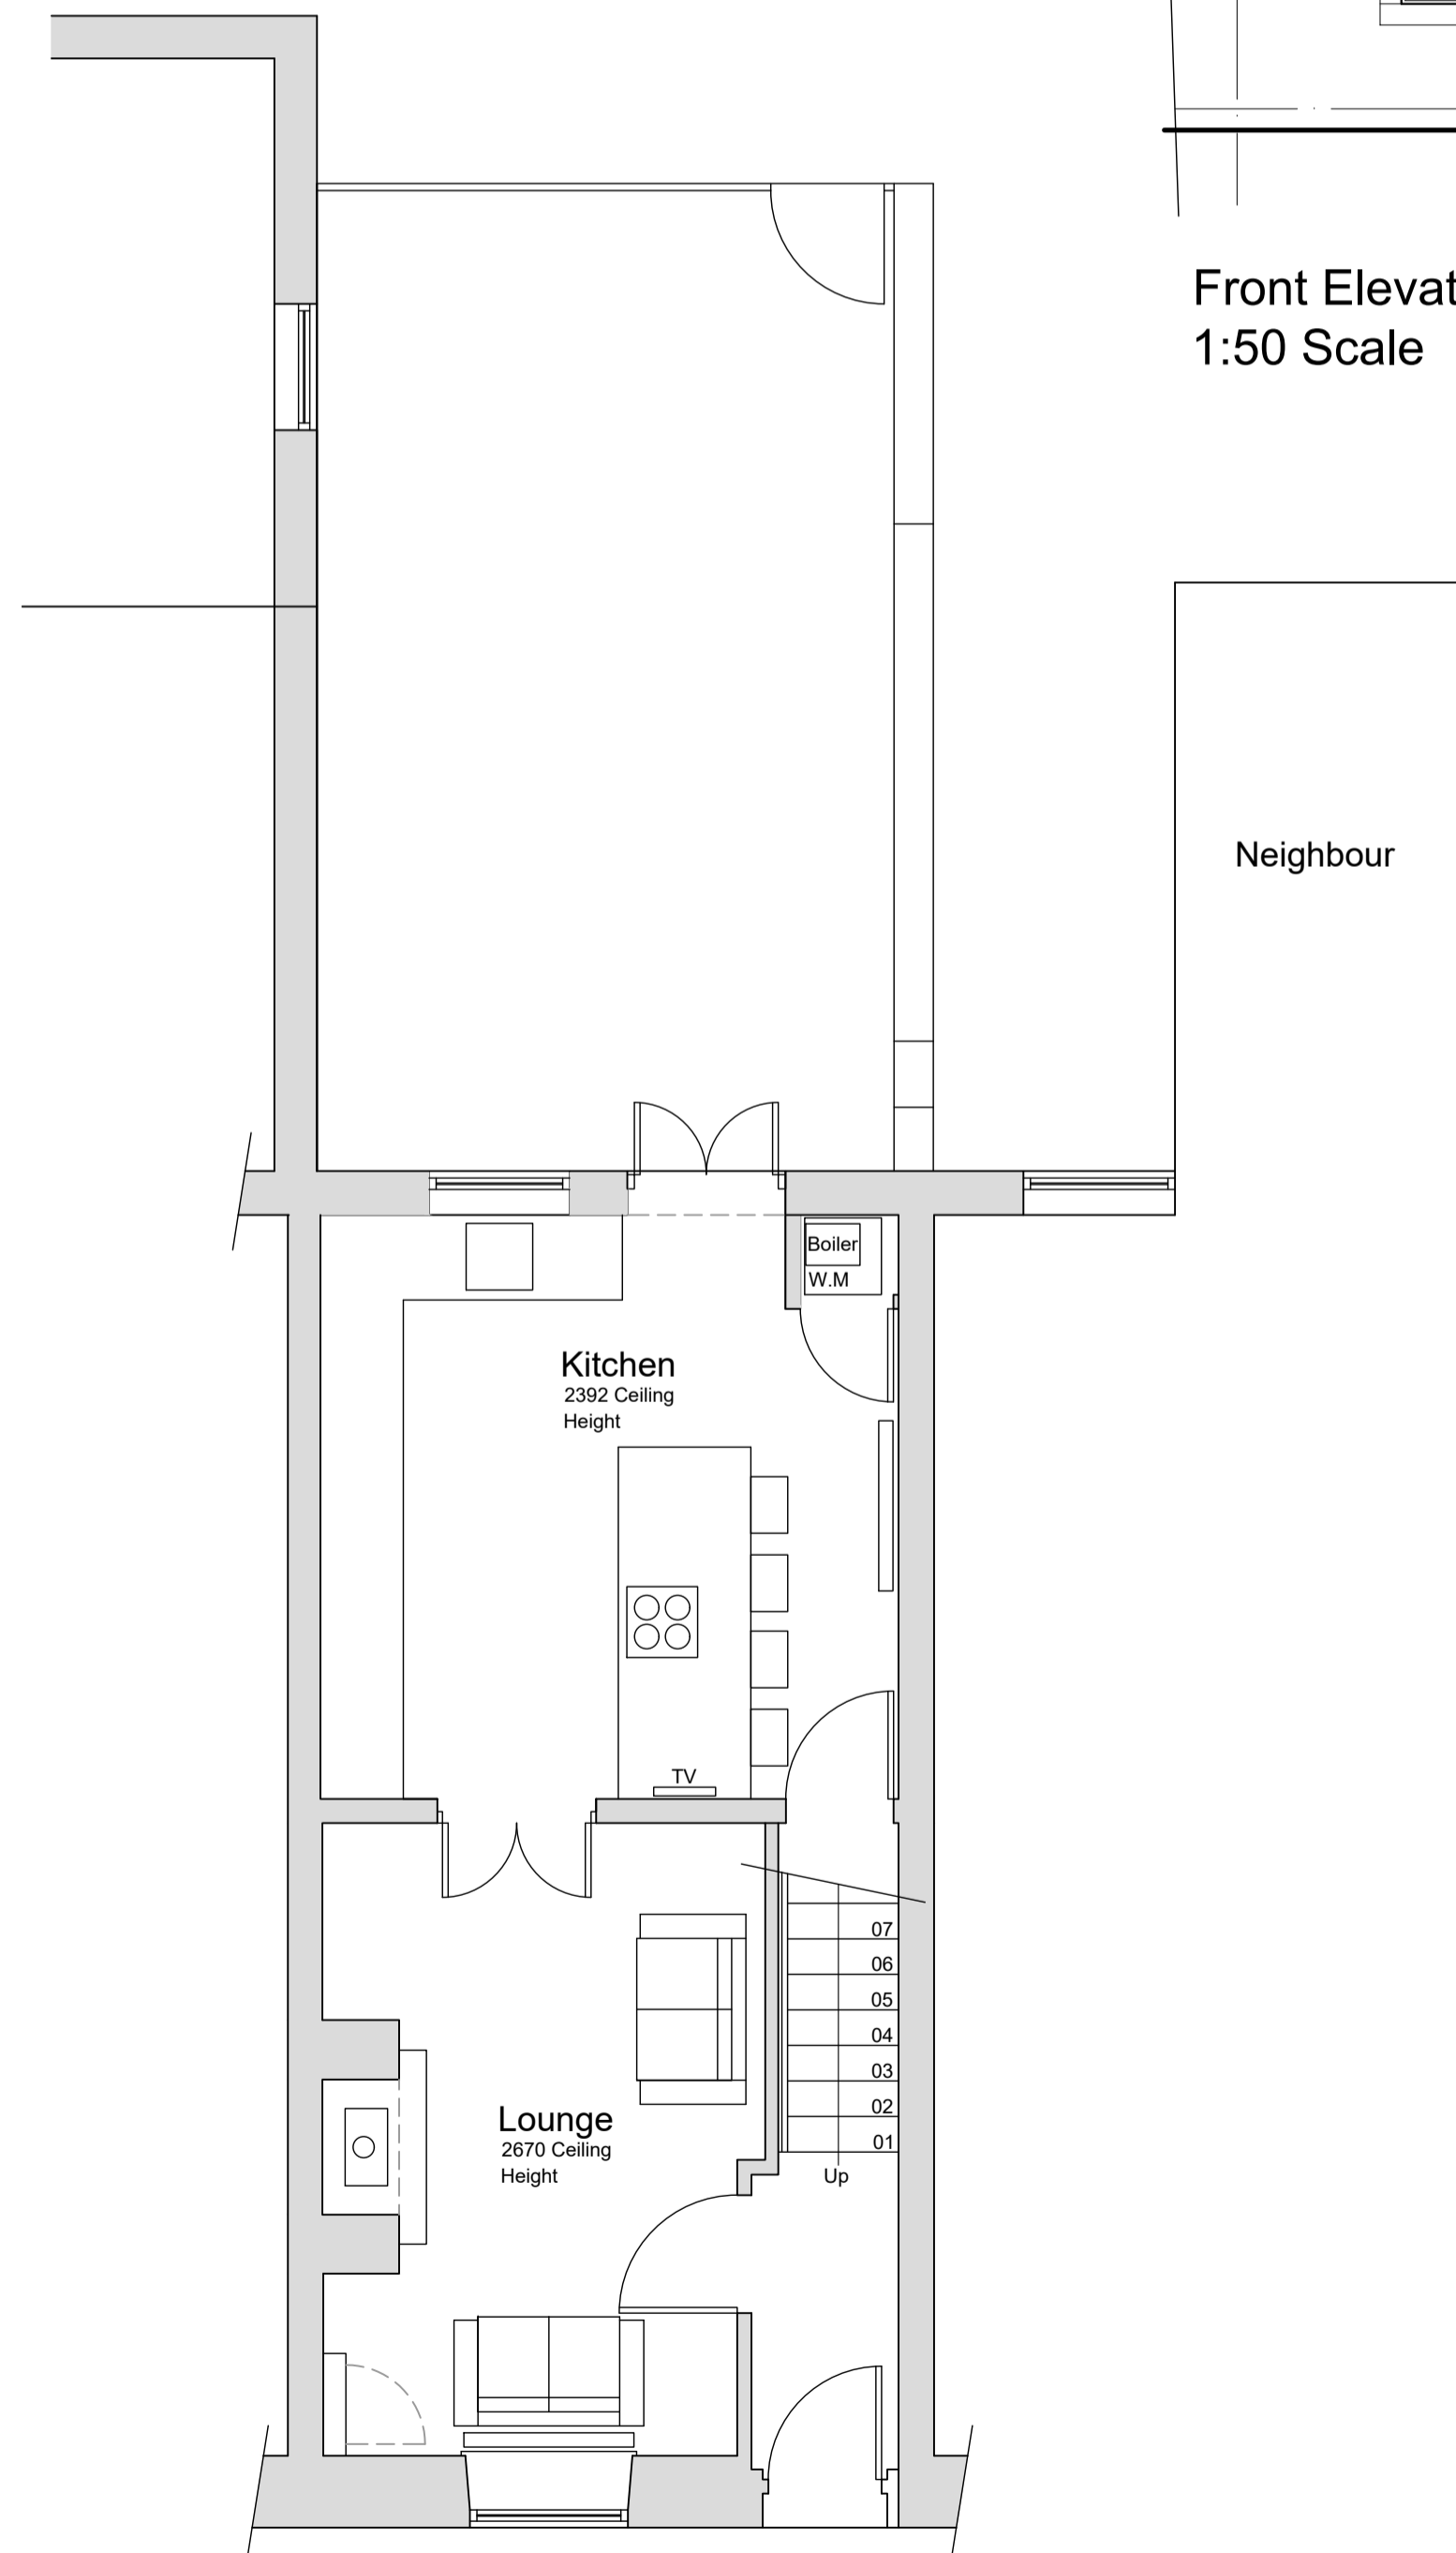 Front Elevat
1:50 Scale
Neighbour
Boiler
W.M
Kitchen
2392 Ceiling
Height
TV
07
06
05
04
03
02
01
Up
Lounge
2670 Ceiling
Height